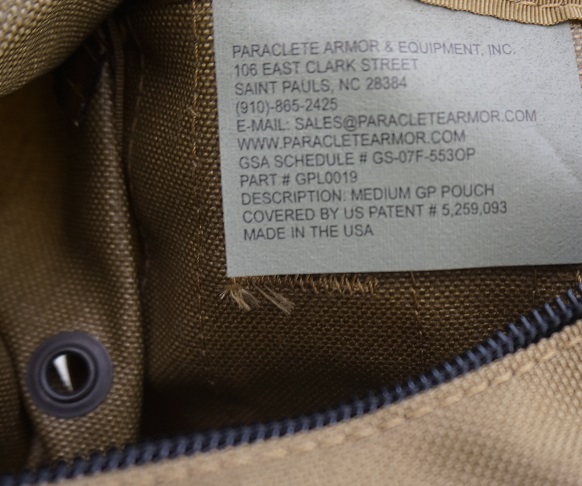 PARACLETE ARMOR & EQUIPMENT, INC.
106 EAST CLARK STREET
SAINT PAULS, NC 28384
(910)-865-2425
E-MAIL: SALES@PARACLETEARMOR.COM
WWW.PARACLETEARMOR.COM
GSA SCHEDULE # GS-07F-553OP
PART # GPL0019
DESCRIPTION: MEDIUM GP POUCH
COVERED BY US PATENT # 5,259,093
MADE IN THE USA